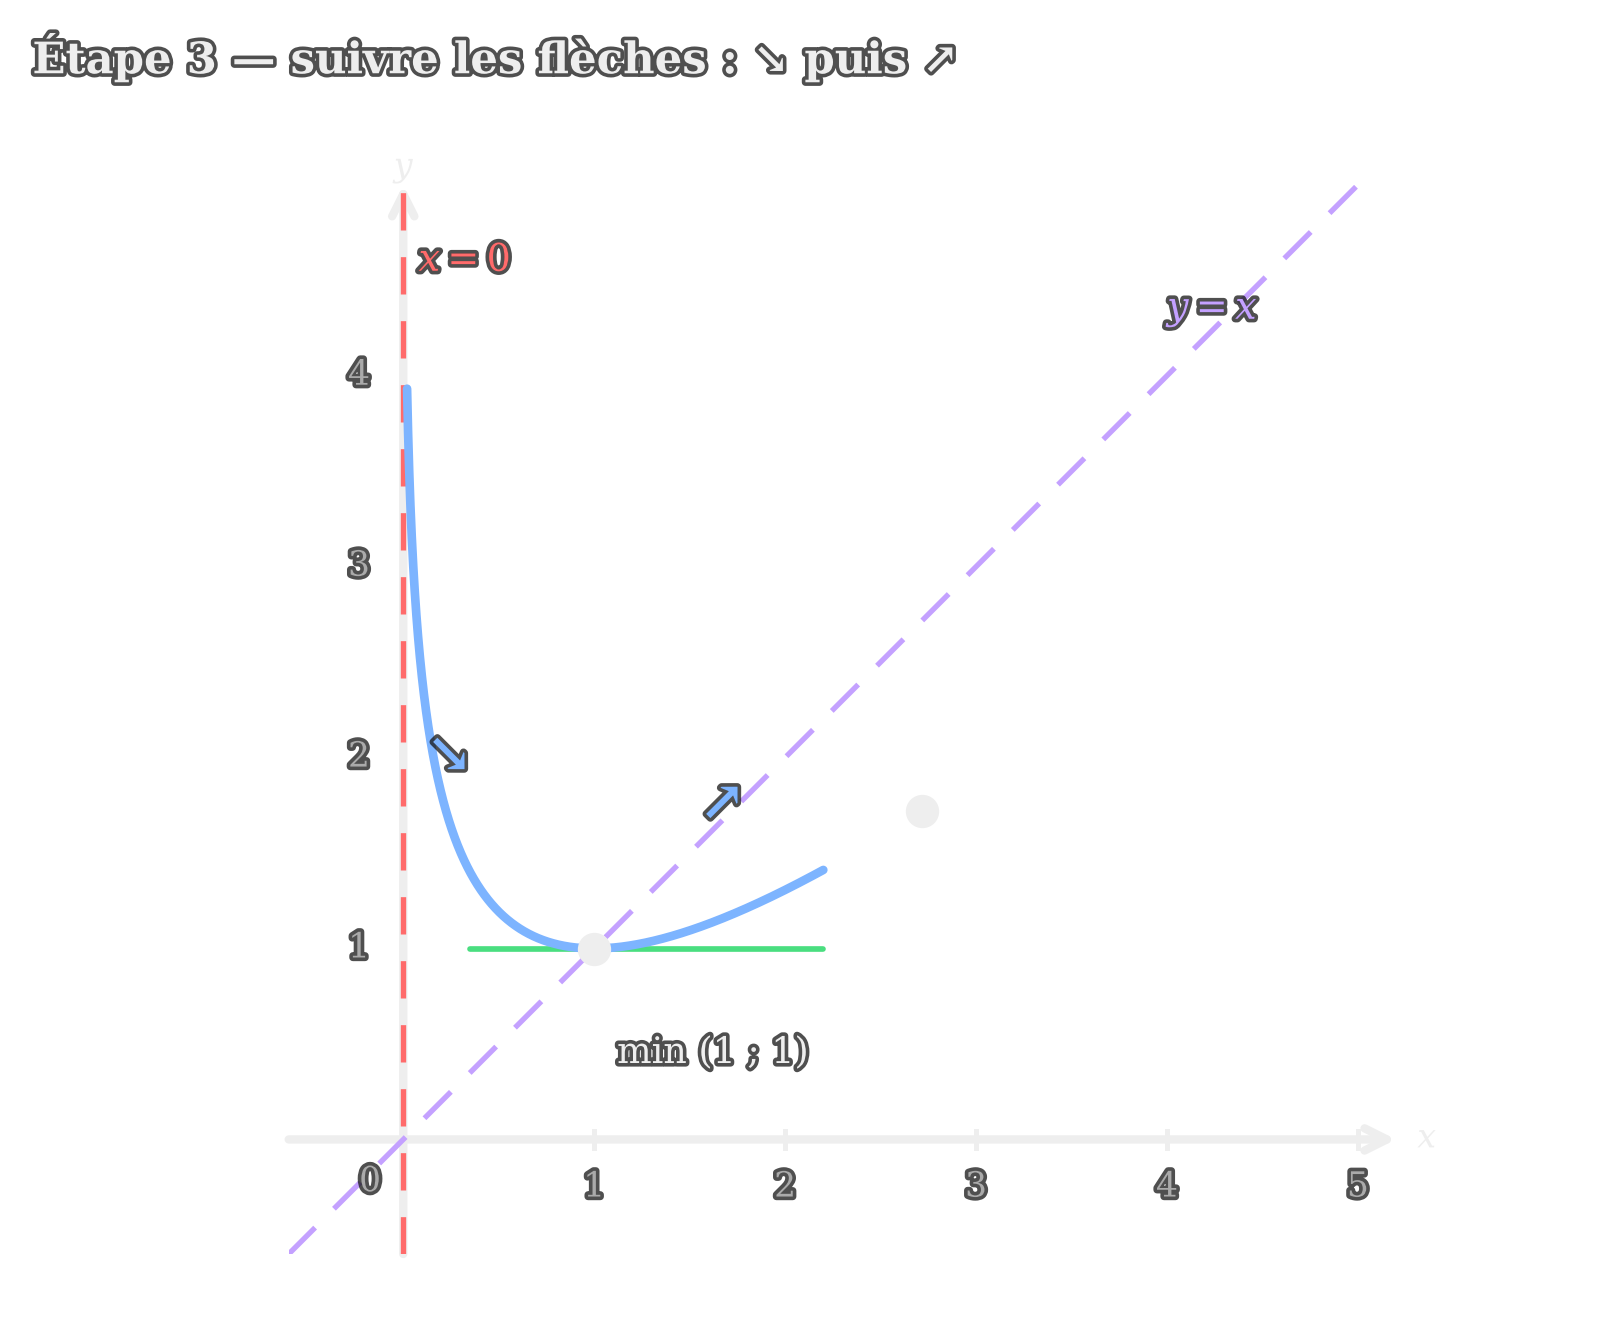 Étape 3 — suivre les flèches : ↘ puis ↗
y
x = 0
y = x
4
3
2
↘
↗
1
min (1 ; 1)
x
0
1
2
3
4
5